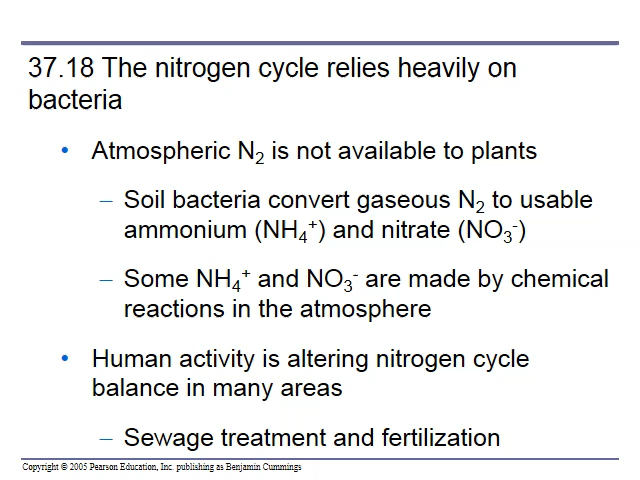 37.18 The nitrogen cycle relies heavily on
bacteria
• Atmospheric N₂ is not available to plants
– Soil bacteria convert gaseous N₂ to usable
ammonium (NH₄⁺) and nitrate (NO₃⁻)
– Some NH₄⁺ and NO₃⁻ are made by chemical
reactions in the atmosphere
• Human activity is altering nitrogen cycle
balance in many areas
– Sewage treatment and fertilization
Copyright © 2005 Pearson Education, Inc. publishing as Benjamin Cummings